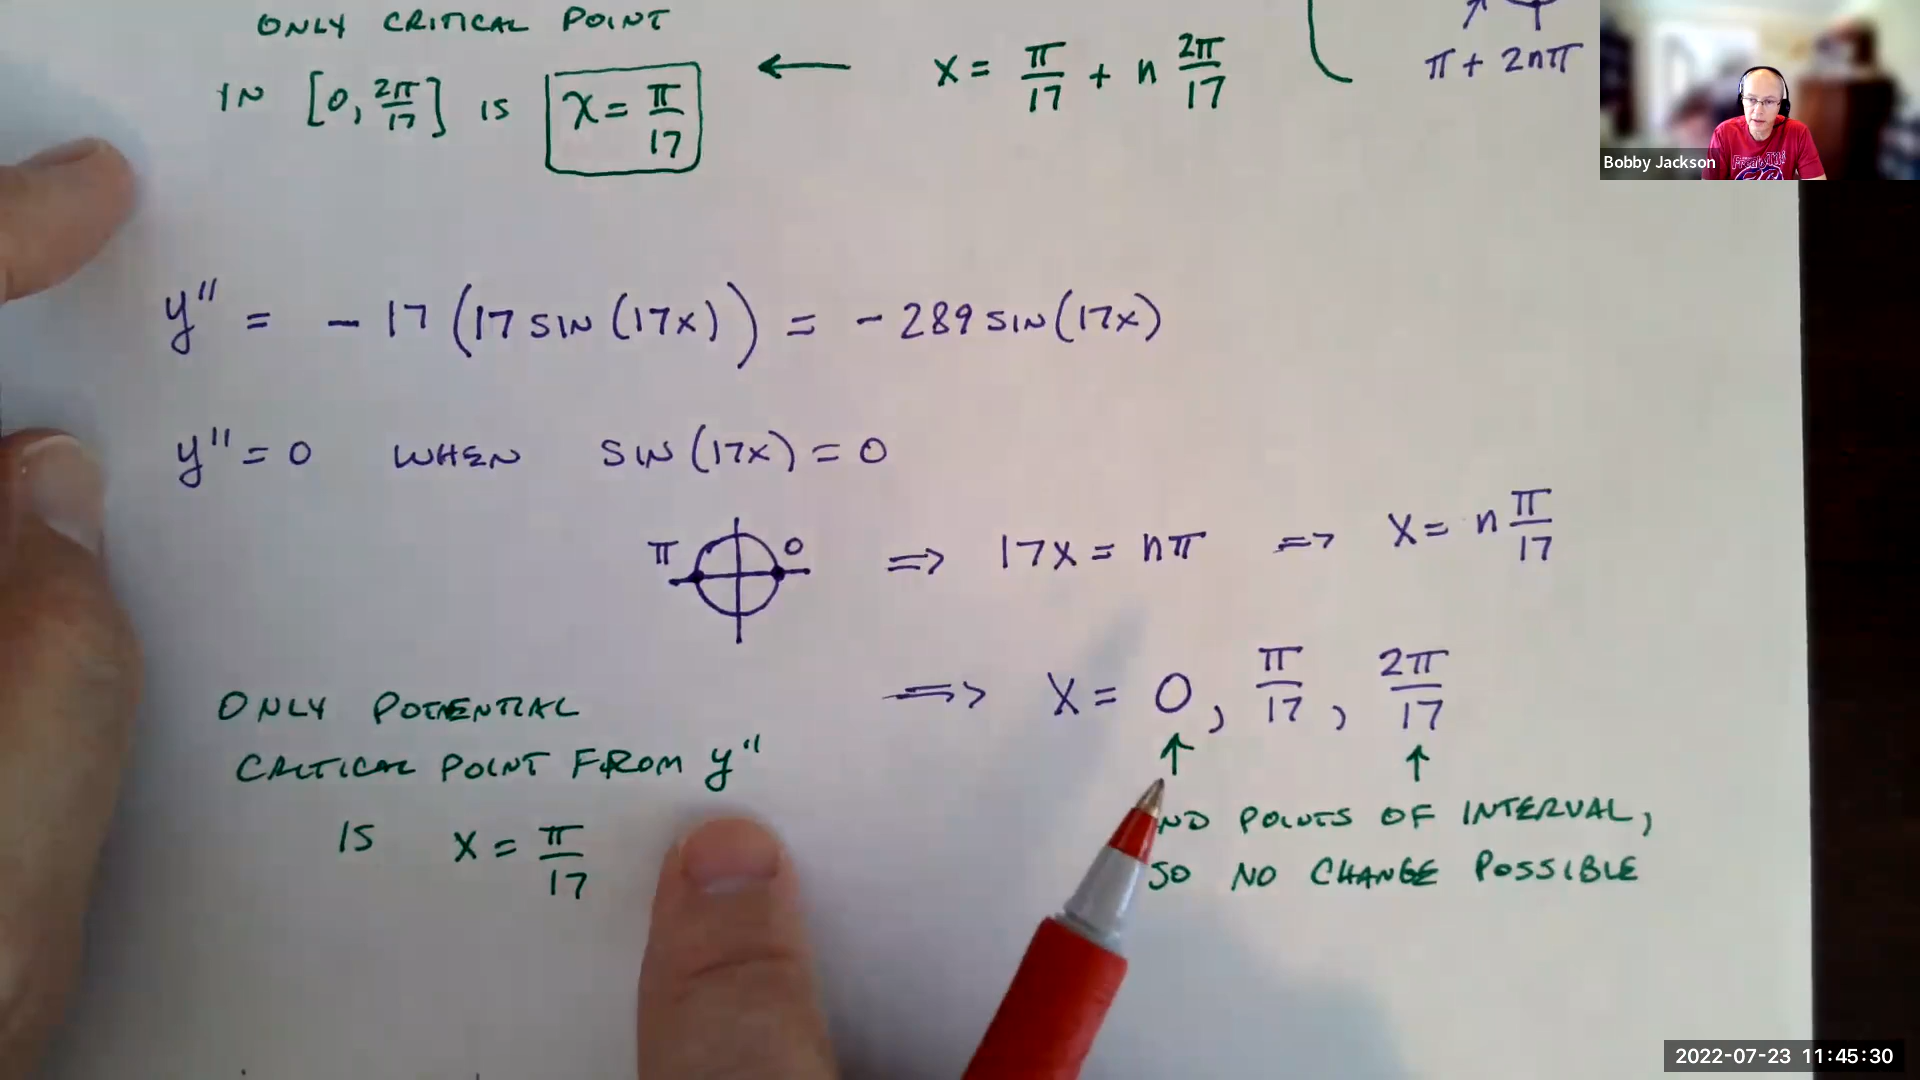 ONLY CRITICAL POINT
IN [0, 2π/17] IS x = π/17 ← x = π/17 + n 2π/17
π + 2nπ
Bobby Jackson
y'' = - 17 (17 SIN (17x)) = - 289 SIN (17x)
y'' = 0 WHEN SIN (17x) = 0
π 0 ⇒ 17x = nπ ⇒ x = n π/17
⇒ x = 0, π/17, 2π/17
↑ ↑
ND POINTS OF INTERVAL,
SO NO CHANGE POSSIBLE
ONLY POTENTIAL
CRITICAL POINT FROM y''
IS x = π/17
2022-07-23 11:45:30